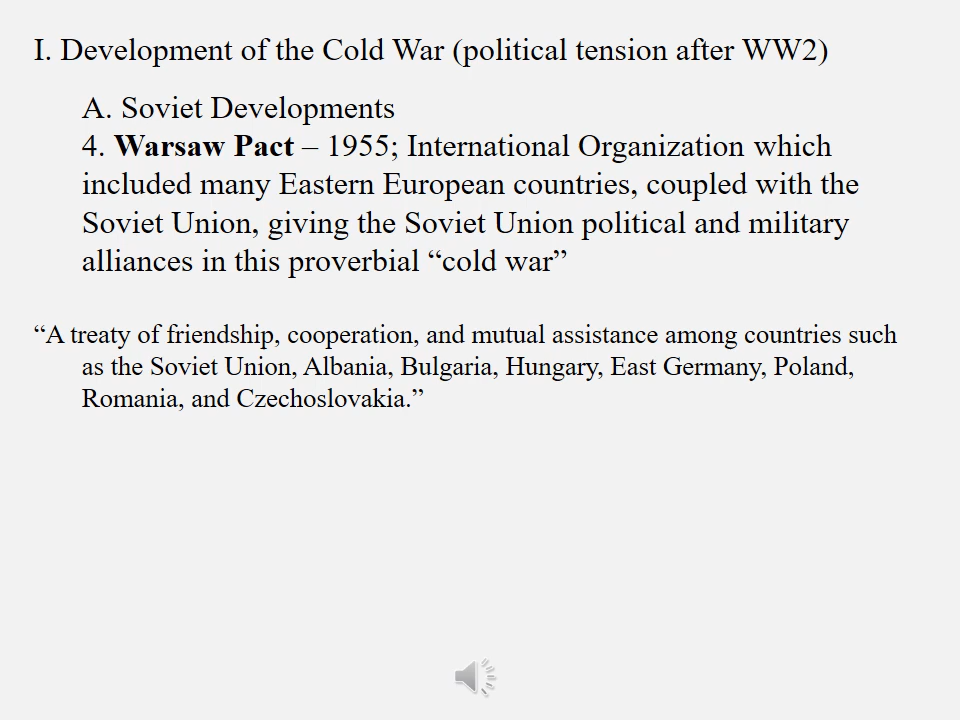 I. Development of the Cold War (political tension after WW2)
A. Soviet Developments
4. Warsaw Pact – 1955; International Organization which
included many Eastern European countries, coupled with the
Soviet Union, giving the Soviet Union political and military
alliances in this proverbial “cold war”
“A treaty of friendship, cooperation, and mutual assistance among countries such
as the Soviet Union, Albania, Bulgaria, Hungary, East Germany, Poland,
Romania, and Czechoslovakia.”